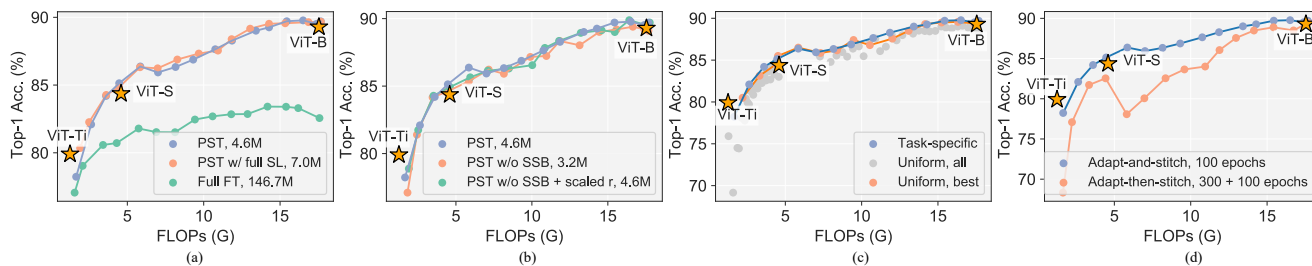 90
85
80
Top-1 Acc. (%)
ViT-Ti
ViT-S
ViT-B
PST, 4.6M
PST w/ full SL, 7.0M
Full FT, 146.7M
5
10
15
FLOPs (G)
(a)
90
85
80
Top-1 Acc. (%)
ViT-Ti
ViT-S
ViT-B
PST, 4.6M
PST w/o SSB, 3.2M
PST w/o SSB + scaled r, 4.6M
5
10
15
FLOPs (G)
(b)
90
85
80
75
70
Top-1 Acc. (%)
ViT-Ti
ViT-S
ViT-B
Task-specific
Uniform, all
Uniform, best
5
10
15
FLOPs (G)
(c)
90
85
80
75
70
Top-1 Acc. (%)
ViT-Ti
ViT-S
ViT-B
Adapt-and-stitch, 100 epochs
Adapt-then-stitch, 300 + 100 epochs
5
10
15
FLOPs (G)
(d)